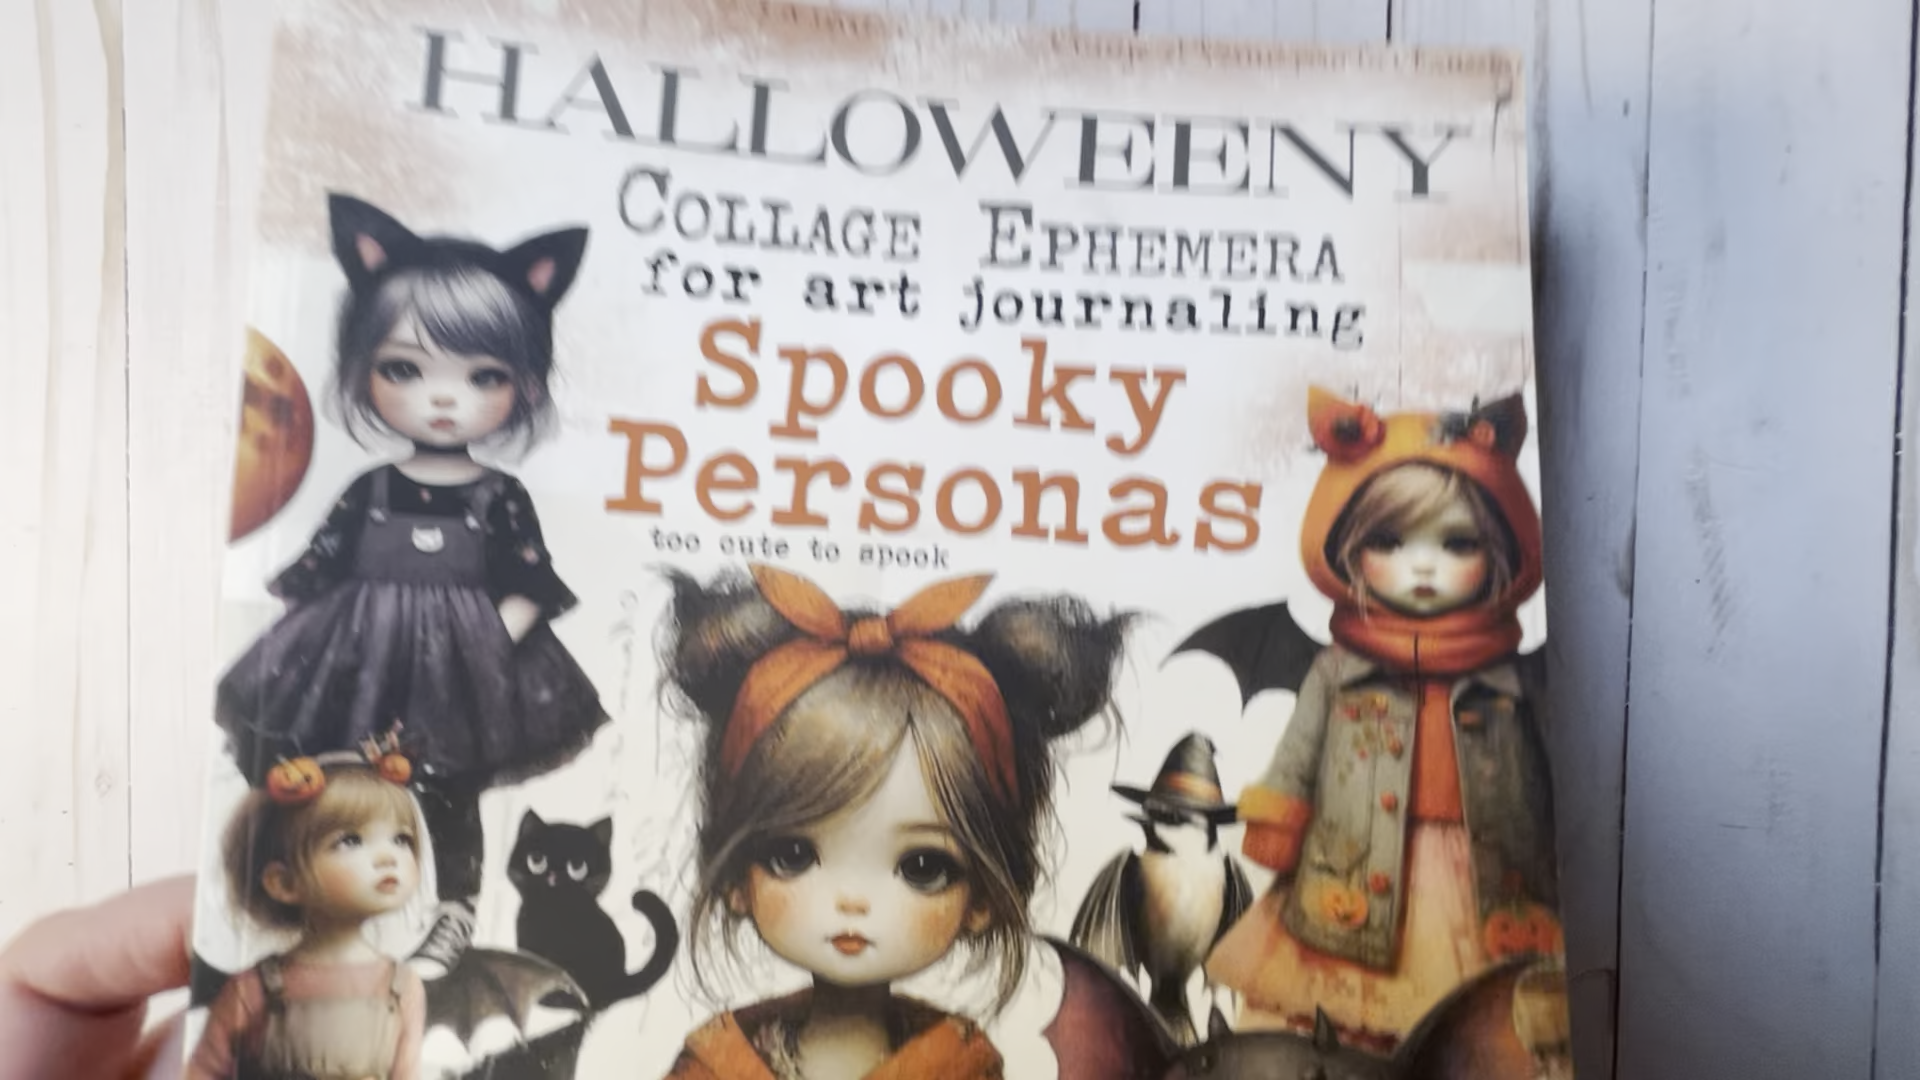 HALLOWEENY
COLLAGE EPHEMERA
for art journaling
Spooky
Personas
too cute to spook